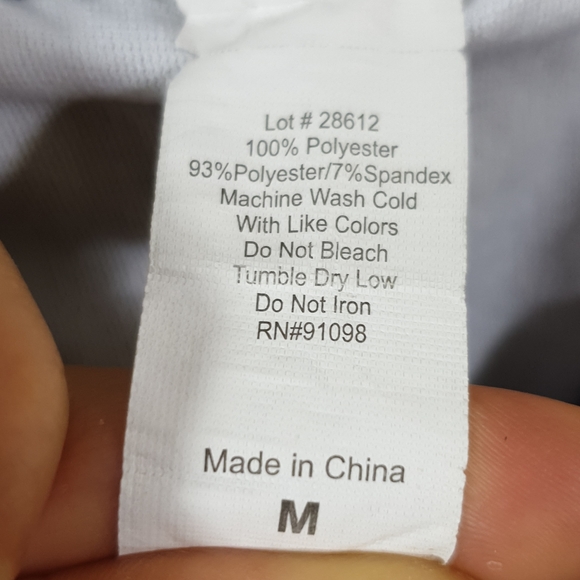 Lot # 28612
100% Polyester
93%Polyester/7%Spandex
Machine Wash Cold
With Like Colors
Do Not Bleach
Tumble Dry Low
Do Not Iron
RN#91098
Made in China
M